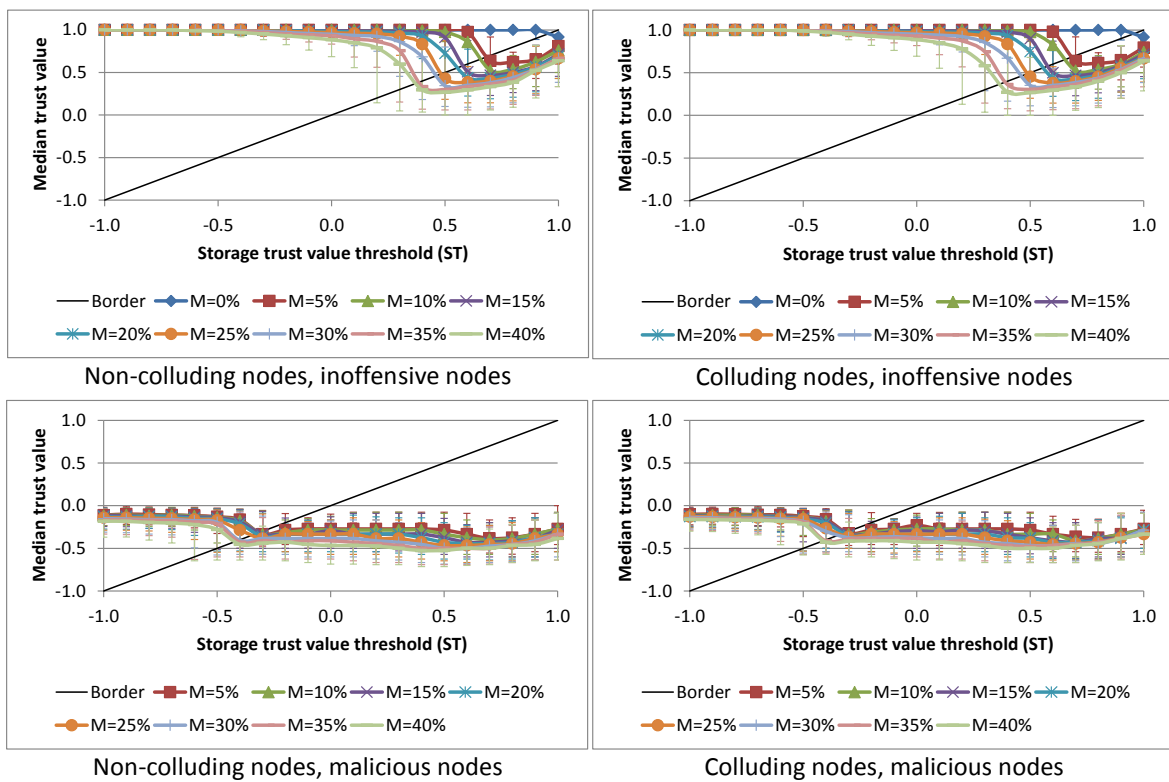 1.0
0.5
0.0
-0.5
-1.0
Median trust value
-1.0 -0.5 0.0 0.5 1.0
Storage trust value threshold (ST)
Border M=0% M=5% M=10% M=15%
M=20% M=25% M=30% M=35% M=40%
Non-colluding nodes, inoffensive nodes
1.0
0.5
0.0
-0.5
-1.0
Median trust value
-1.0 -0.5 0.0 0.5 1.0
Storage trust value threshold (ST)
Border M=0% M=5% M=10% M=15%
M=20% M=25% M=30% M=35% M=40%
Colluding nodes, inoffensive nodes
1.0
0.5
0.0
-0.5
-1.0
Median trust value
-1.0 -0.5 0.0 0.5 1.0
Storage trust value threshold (ST)
Border M=5% M=10% M=15% M=20%
M=25% M=30% M=35% M=40%
Non-colluding nodes, malicious nodes
1.0
0.5
0.0
-0.5
-1.0
Median trust value
-1.0 -0.5 0.0 0.5 1.0
Storage trust value threshold (ST)
Border M=5% M=10% M=15% M=20%
M=25% M=30% M=35% M=40%
Colluding nodes, malicious nodes